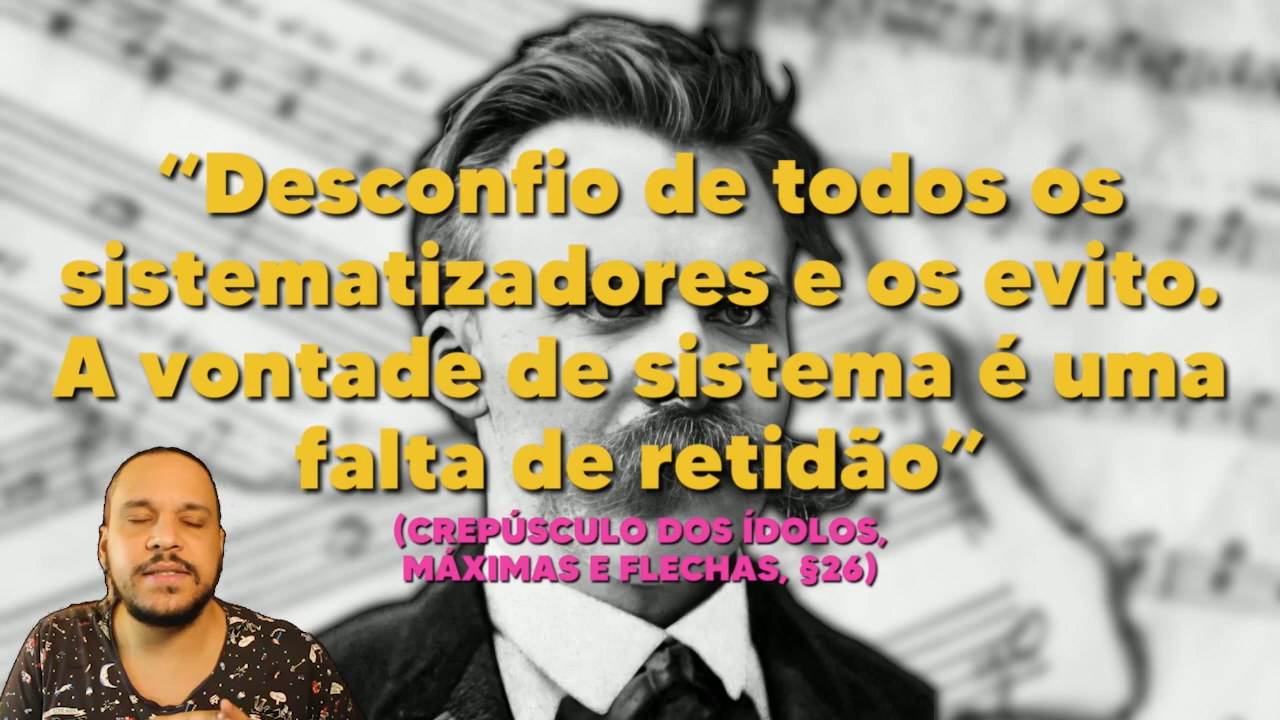 “Desconfio de todos os
sistematizadores e os evito.
A vontade de sistema é uma
falta de retidão”
(CREPÚSCULO DOS ÍDOLOS,
MÁXIMAS E FLECHAS, §26)